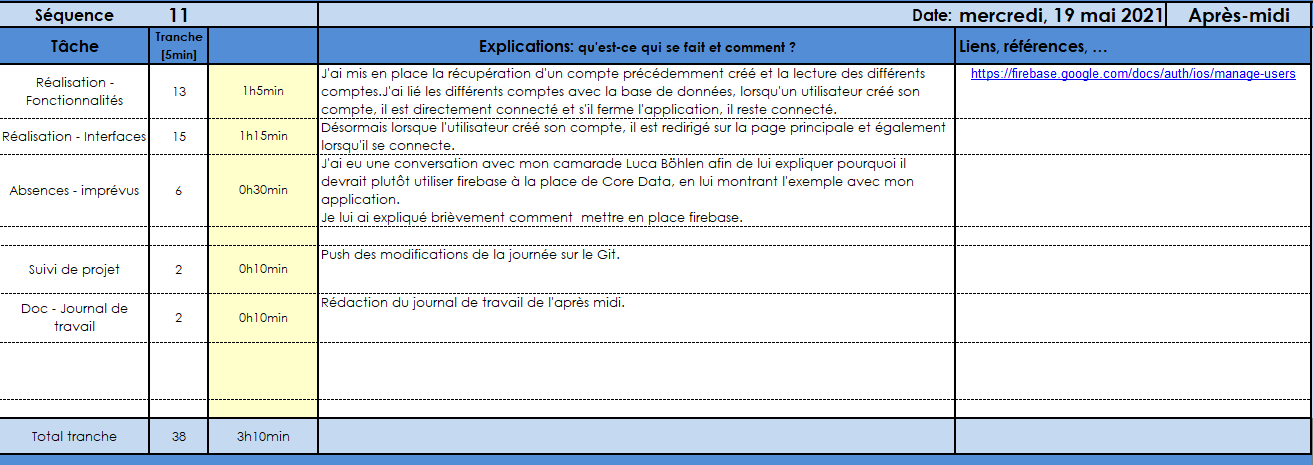 Séquence 11 Date: mercredi, 19 mai 2021 Après-midi
Tâche Tranche [5min] Explications: qu'est-ce qui se fait et comment ? Liens, références, …
Réalisation -
Fonctionnalités
13
1h5min
J'ai mis en place la récupération d'un compte précédemment créé et la lecture des différents
comptes.J'ai lié les différents comptes avec la base de données, lorsqu'un utilisateur créé son
compte, il est directement connecté et s'il ferme l'application, il reste connecté.
https://firebase.google.com/docs/auth/ios/manage-users
Réalisation - Interfaces
15
1h15min
Désormais lorsque l'utilisateur créé son compte, il est redirigé sur la page principale et également
lorsqu'il se connecte.
Absences - imprévus
6
0h30min
J'ai eu une conversation avec mon camarade Luca Böhlen afin de lui expliquer pourquoi il
devrait plutôt utiliser firebase à la place de Core Data, en lui montrant l'exemple avec mon
application.
Je lui ai expliqué brièvement comment mettre en place firebase.
Suivi de projet
2
0h10min
Push des modifications de la journée sur le Git.
Doc - Journal de
travail
2
0h10min
Rédaction du journal de travail de l'après midi.
Total tranche 38 3h10min